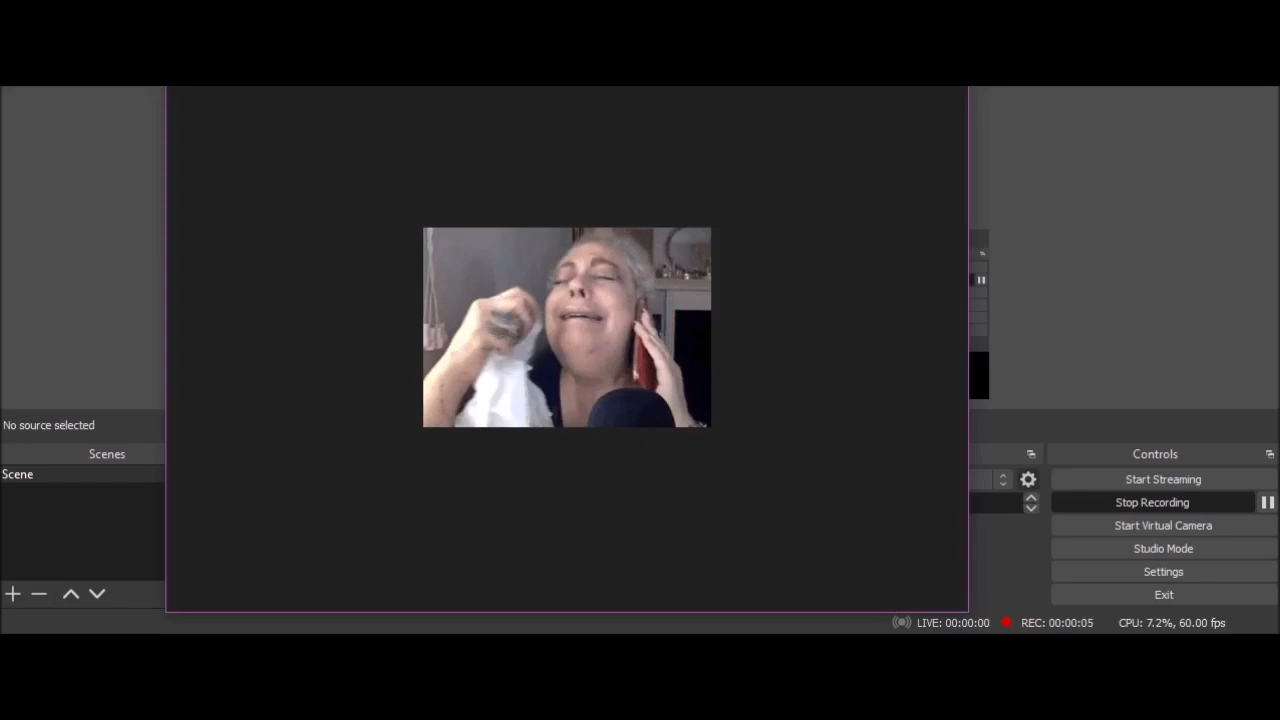 No source selected
Scenes
Controls
Scene
Start Streaming
Stop Recording
Start Virtual Camera
Studio Mode
Settings
Exit
LIVE: 00:00:00
REC: 00:00:05
CPU: 7.2%, 60.00 fps